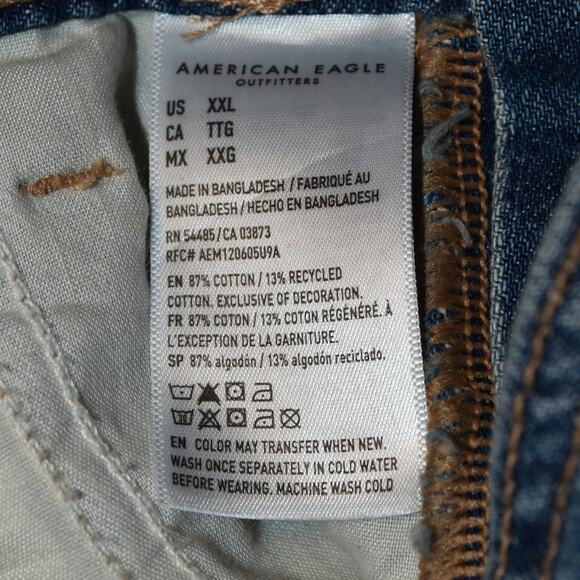 AMERICAN EAGLE
OUTFITTERS
US XXL
CA TTG
MX XXG
MADE IN BANGLADESH / FABRIQUÉ AU
BANGLADESH / HECHO EN BANGLADESH
RN 54485/CA 03873
RFC# AEM120605U9A
EN 87% COTTON / 13% RECYCLED
COTTON. EXCLUSIVE OF DECORATION.
FR 87% COTON / 13% COTON RÉGÉNÉRÉ. À
L'EXCEPTION DE LA GARNITURE.
SP 87% algodón / 13% algodón reciclado.
EN COLOR MAY TRANSFER WHEN NEW.
WASH ONCE SEPARATELY IN COLD WATER
BEFORE WEARING. MACHINE WASH COLD